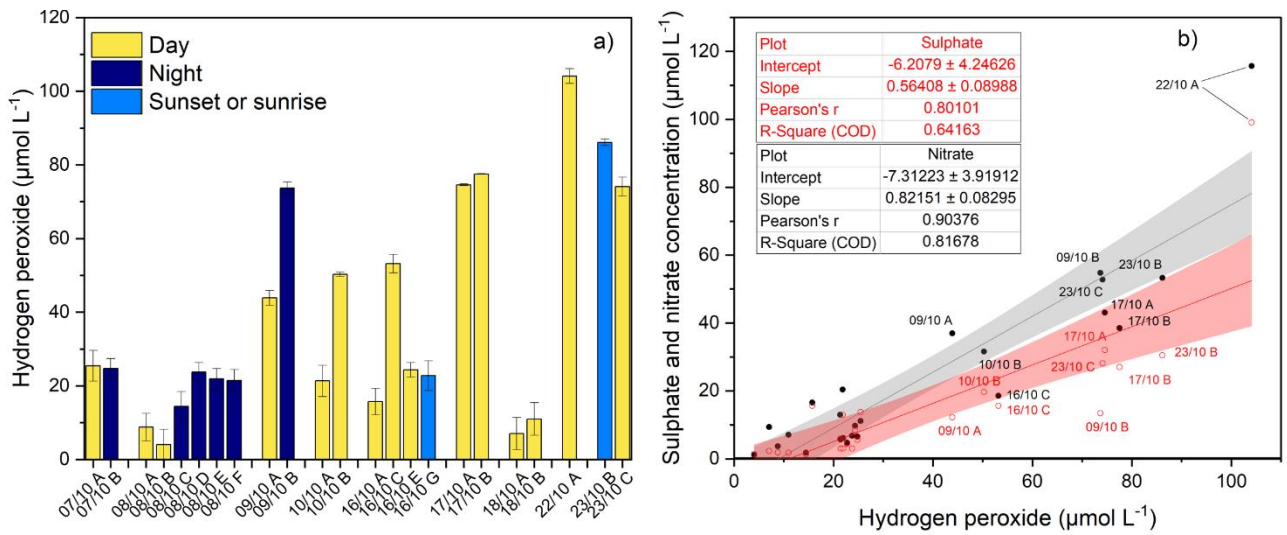 a)
Day
Night
Sunset or sunrise
Hydrogen peroxide (µmol L⁻¹)
120
100
80
60
40
20
0
07/10 A
07/10 B
08/10 A
08/10 B
08/10 C
08/10 D
08/10 E
08/10 F
09/10 A
09/10 B
10/10 A
10/10 B
16/10 A
16/10 C
16/10 E
16/10 G
17/10 A
17/10 B
18/10 A
18/10 B
22/10 A
23/10 B
23/10 C
b)
Sulphate and nitrate concentration (µmol L⁻¹)
120
100
80
60
40
20
0
Plot Sulphate
Intercept -6.2079 ± 4.24626
Slope 0.56408 ± 0.08988
Pearson's r 0.80101
R-Square (COD) 0.64163
Plot Nitrate
Intercept -7.31223 ± 3.91912
Slope 0.82151 ± 0.08295
Pearson's r 0.90376
R-Square (COD) 0.81678
22/10 A
09/10 B
23/10 B
23/10 C
17/10 A
09/10 A
17/10 B
17/10 A
10/10 B
23/10 C
23/10 B
10/10 B
17/10 B
16/10 C
16/10 C
09/10 A
09/10 B
0 20 40 60 80 100
Hydrogen peroxide (µmol L⁻¹)